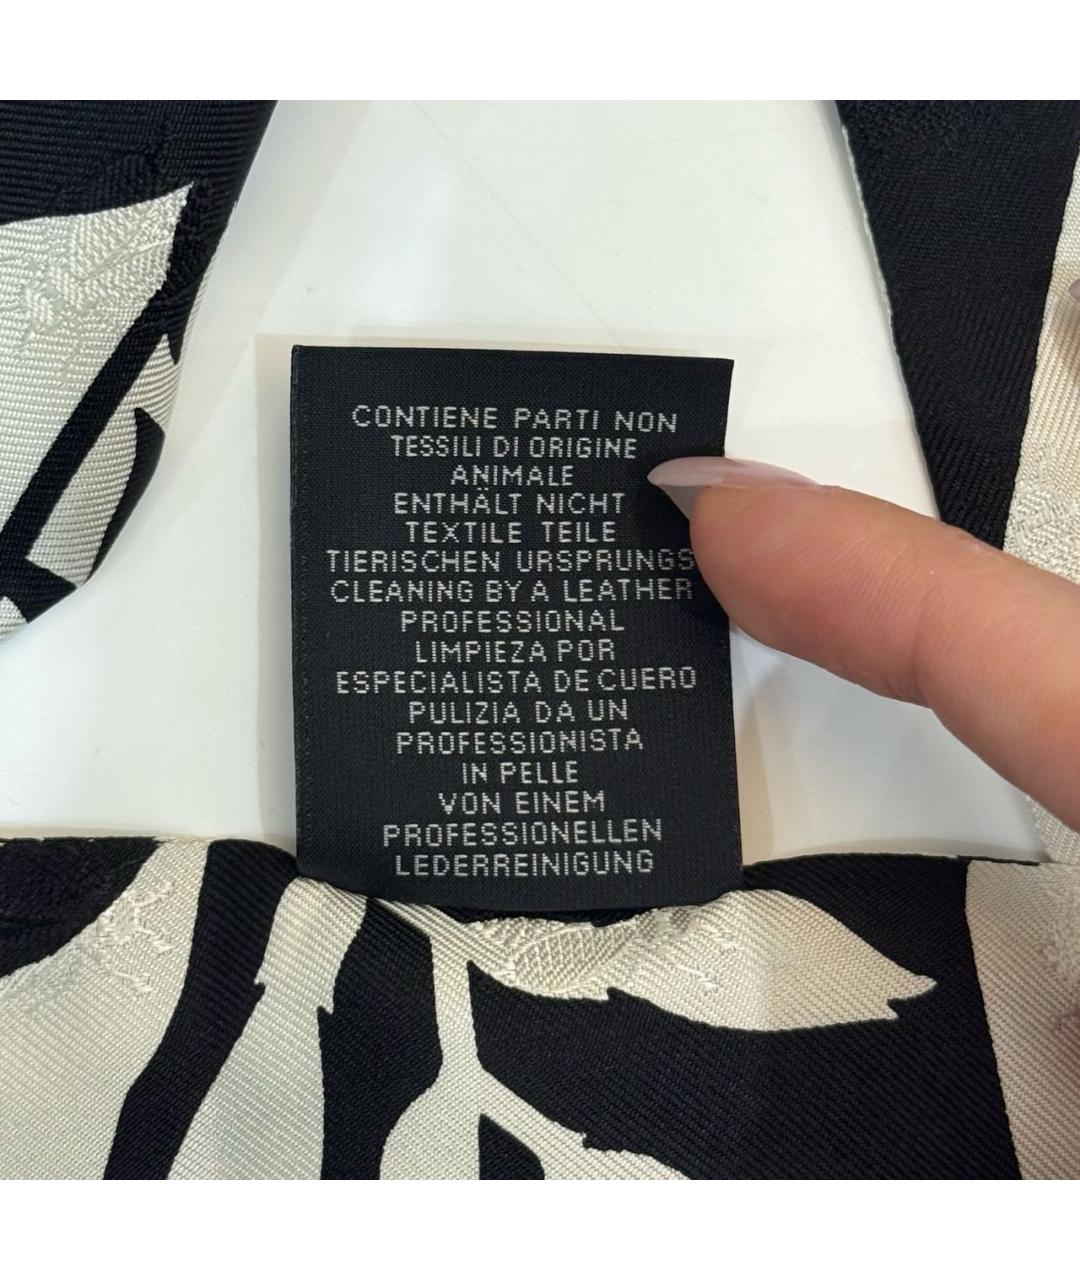 CONTIENE PARTI NON
TESSILI DI ORIGINE
ANIMALE
ENTHÄLT NICHT
TEXTILE TEILE
TIERISCHEN URSPRUNGS
CLEANING BY A LEATHER
PROFESSIONAL
LIMPIEZA POR
ESPECIALISTA DE CUERO
PULIZIA DA UN
PROFESSIONISTA
IN PELLE
VON EINEM
PROFESSIONELLEN
LEDERREINIGUNG